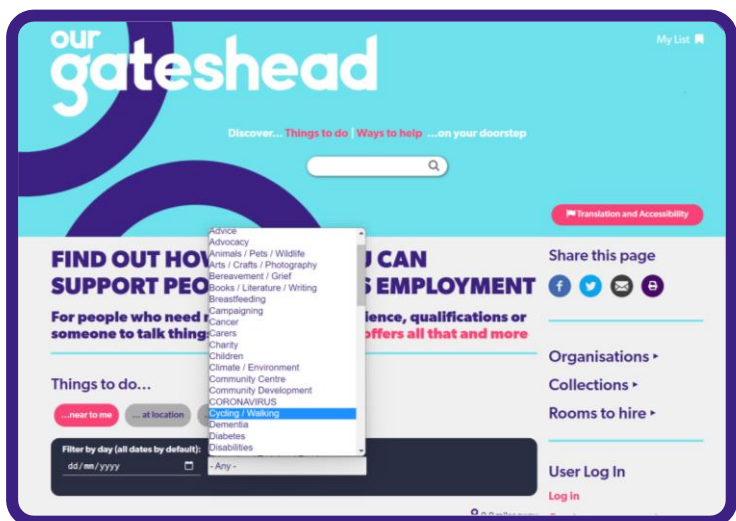 our
gateshead
My List
Discover... Things to do | Ways to help ...on your doorstep
Translation and Accessibility
FIND OUT HOW U CAN
SUPPORT PEO S EMPLOYMENT
For people who need ience, qualifications or
someone to talk thing offers all that and more
Things to do...
...near to me
... at location
Filter by day (all dates by default):
dd/mm/yyyy
Advice
Advocacy
Animals / Pets / Wildlife
Arts / Crafts / Photography
Bereavement / Grief
Books / Literature / Writing
Breastfeeding
Campaigning
Cancer
Carers
Charity
Children
Climate / Environment
Community Centre
Community Development
CORONAVIRUS
Cycling / Walking
Dementia
Diabetes
Disabilities
- Any -
Share this page
Organisations
Collections
Rooms to hire
User Log In
Log in